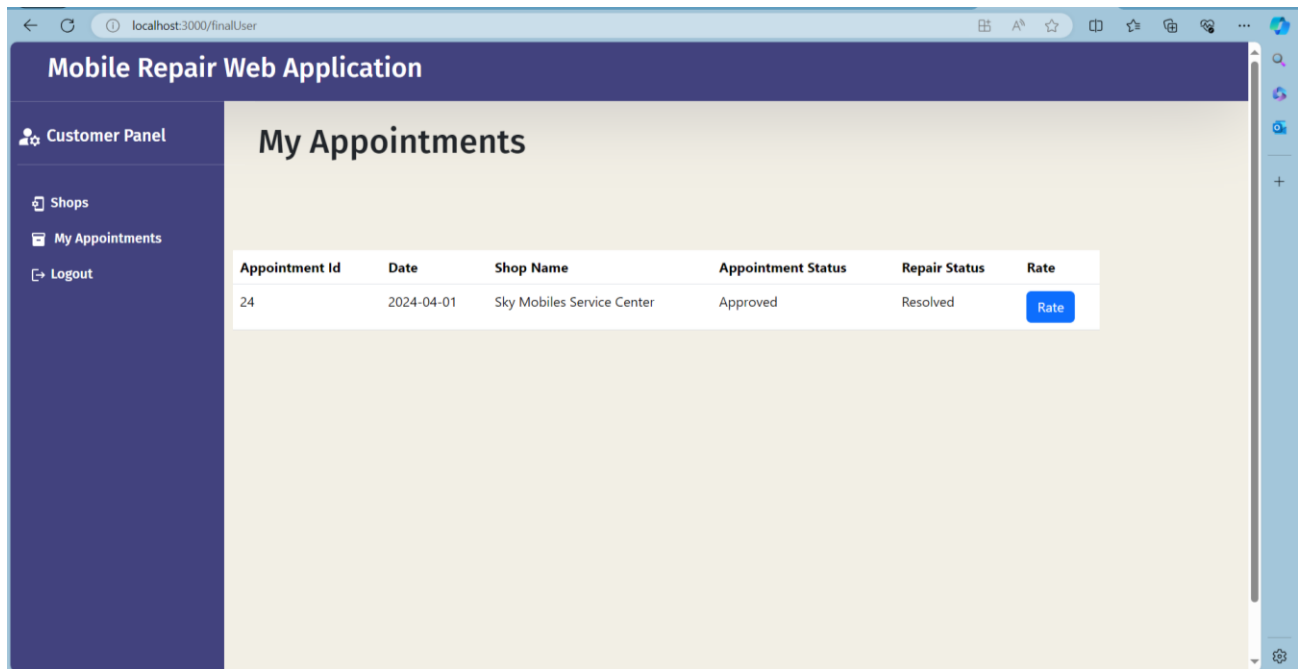 localhost:3000/finalUser
Mobile Repair Web Application
Customer Panel
Shops
My Appointments
Logout
My Appointments
Appointment Id Date Shop Name Appointment Status Repair Status Rate
24 2024-04-01 Sky Mobiles Service Center Approved Resolved Rate